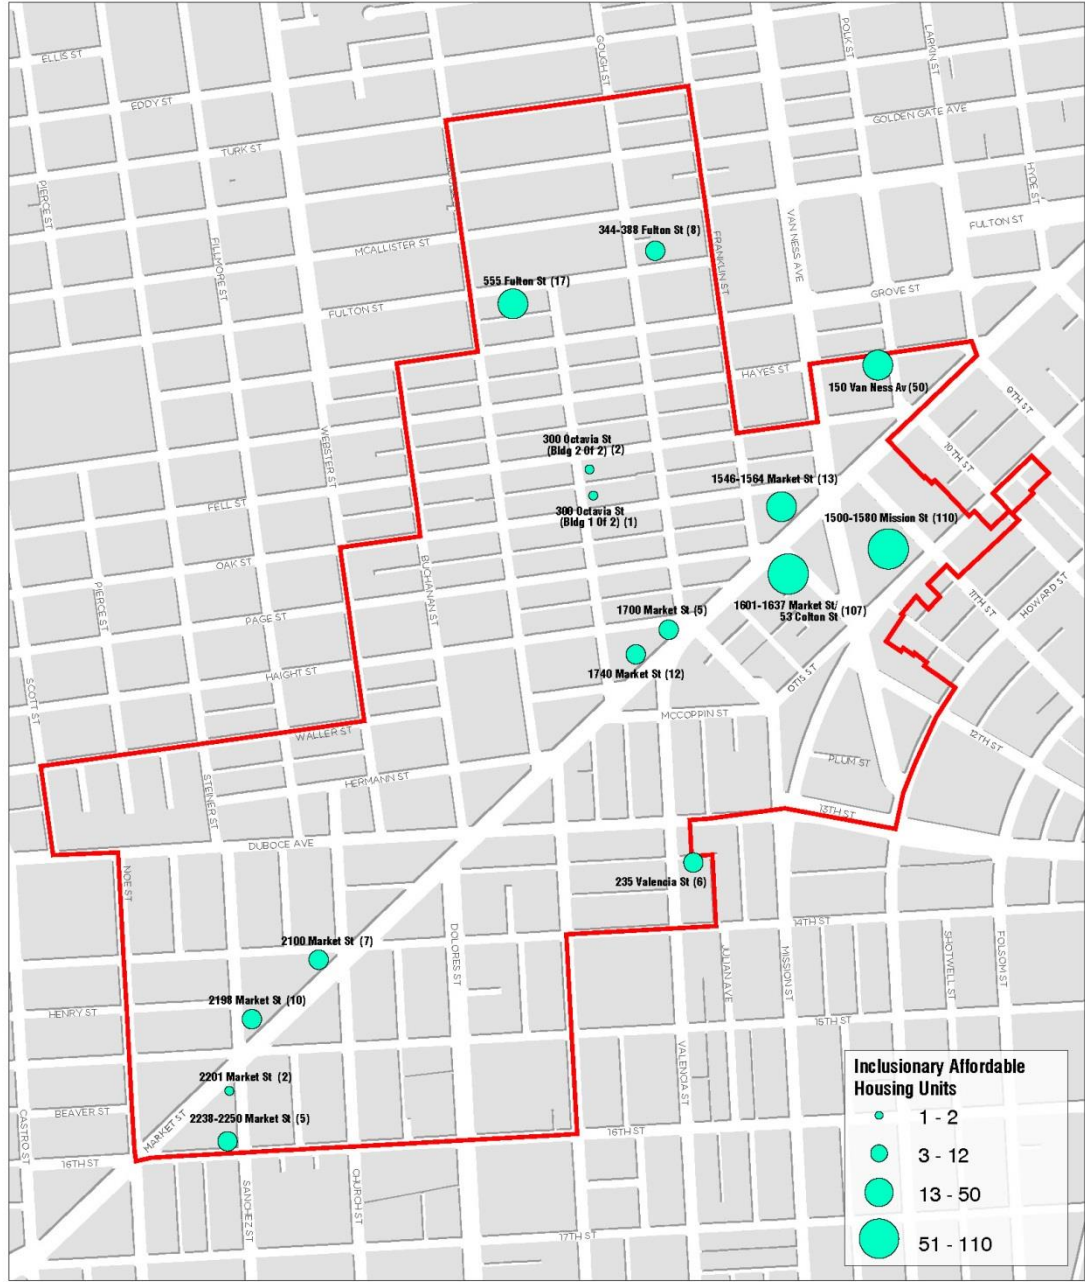 ELLIS ST
EDDY ST
TURK ST
GOUGH ST
POLK ST
LARKIN ST
GOLDEN GATE AVE
HYDE ST
PIERCE ST
FILLMORE ST
MCALLISTER ST
FULTON ST
VAN NESS AVE
FRANKLIN ST
FULTON ST
GROVE ST
344-388 Fulton St (8)
555 Fulton St (17)
HAYES ST
150 Van Ness Av (50)
9TH ST
10TH ST
WEBSTER ST
300 Octavia St
(Bldg 2 Of 2) (2)
300 Octavia St
(Bldg 1 Of 2) (1)
1546-1564 Market St (13)
1500-1580 Mission St (110)
FELL ST
OAK ST
PAGE ST
HAIGHT ST
PIERCE ST
BUCHANAN ST
1601-1637 Market St/
53 Colton St (107)
11TH ST
HOWARD ST
1700 Market St (5)
1740 Market St (12)
OTIS ST
SCOTT ST
WALLER ST
MCCOPPIN ST
12TH ST
PLUM ST
HERMANN ST
STEINER ST
13TH ST
DUBOCE AVE
NOE ST
235 Valencia St (6)
14TH ST
2100 Market St (7)
DOLORES ST
JULIAN AVE
MISSION ST
SHOTWELL ST
FOLSOM ST
2198 Market St (10)
HENRY ST
15TH ST
VALENCIA ST
2201 Market St (2)
BEAVER ST
2238-2250 Market St (5)
CASTRO ST
MARKET ST
16TH ST
16TH ST
SANCHEZ ST
CHURCH ST
17TH ST
Inclusionary Affordable
Housing Units
1 - 2
3 - 12
13 - 50
51 - 110